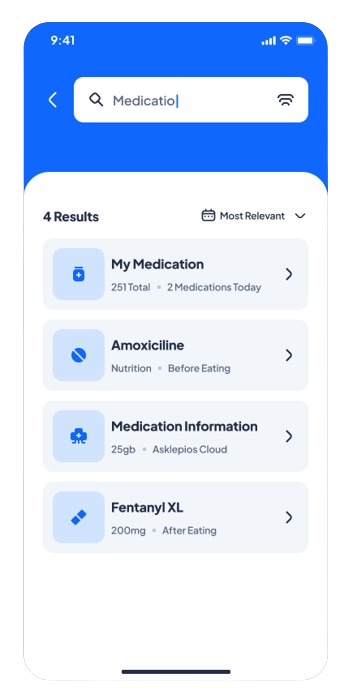 9:41
Medicatio
4 Results
Most Relevant
My Medication
251 Total • 2 Medications Today
Amoxiciline
Nutrition • Before Eating
Medication Information
25gb • Asklepios Cloud
Fentanyl XL
200mg • After Eating